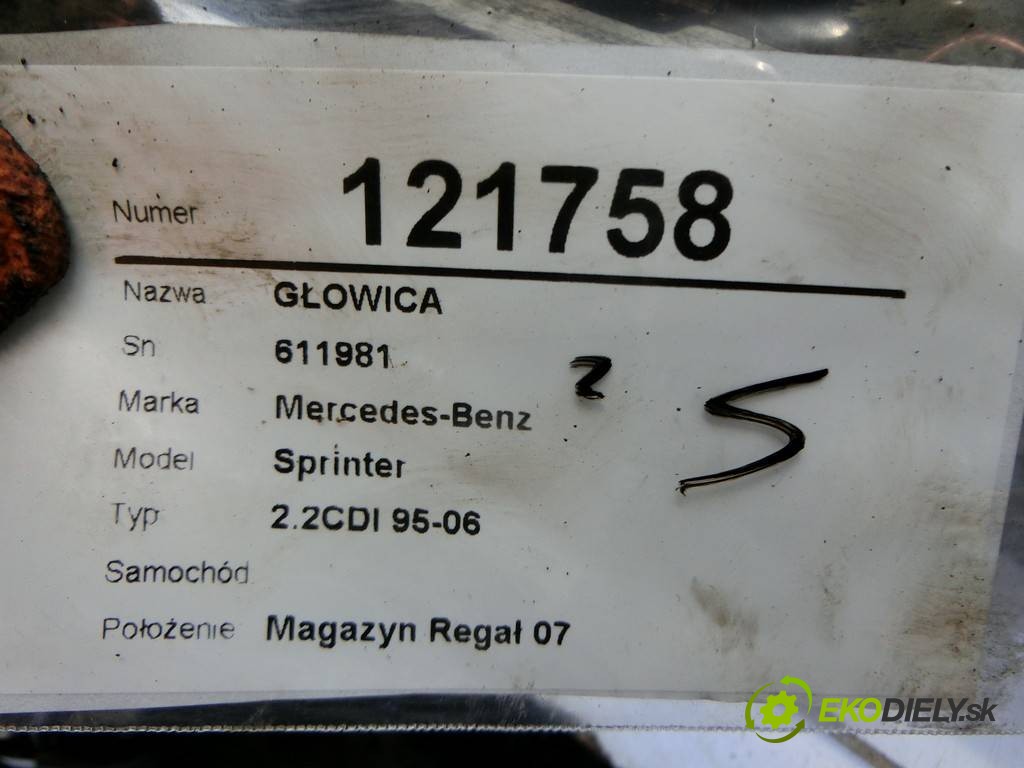 Numer 121758
Nazwa GŁOWICA
Sn 611981
Marka Mercedes-Benz
Model Sprinter
Typ 2.2CDI 95-06
Samochód
Położenie Magazyn Regał 07
EKODIELY.sk